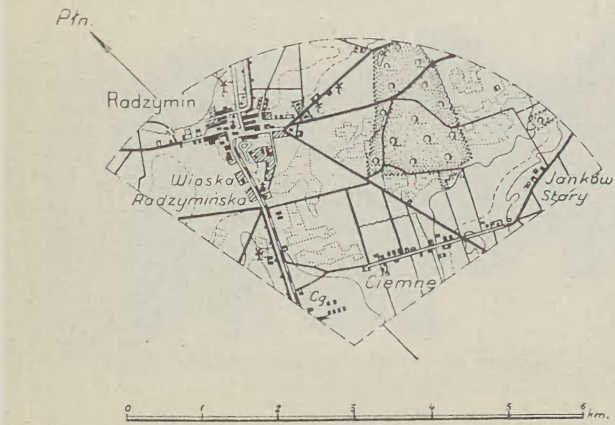 Płn.
Radzymin
Wioska
Radzymińska
Janków
Stary
Ciemne
Cg.
0 1 2 3 4 5 6 km.